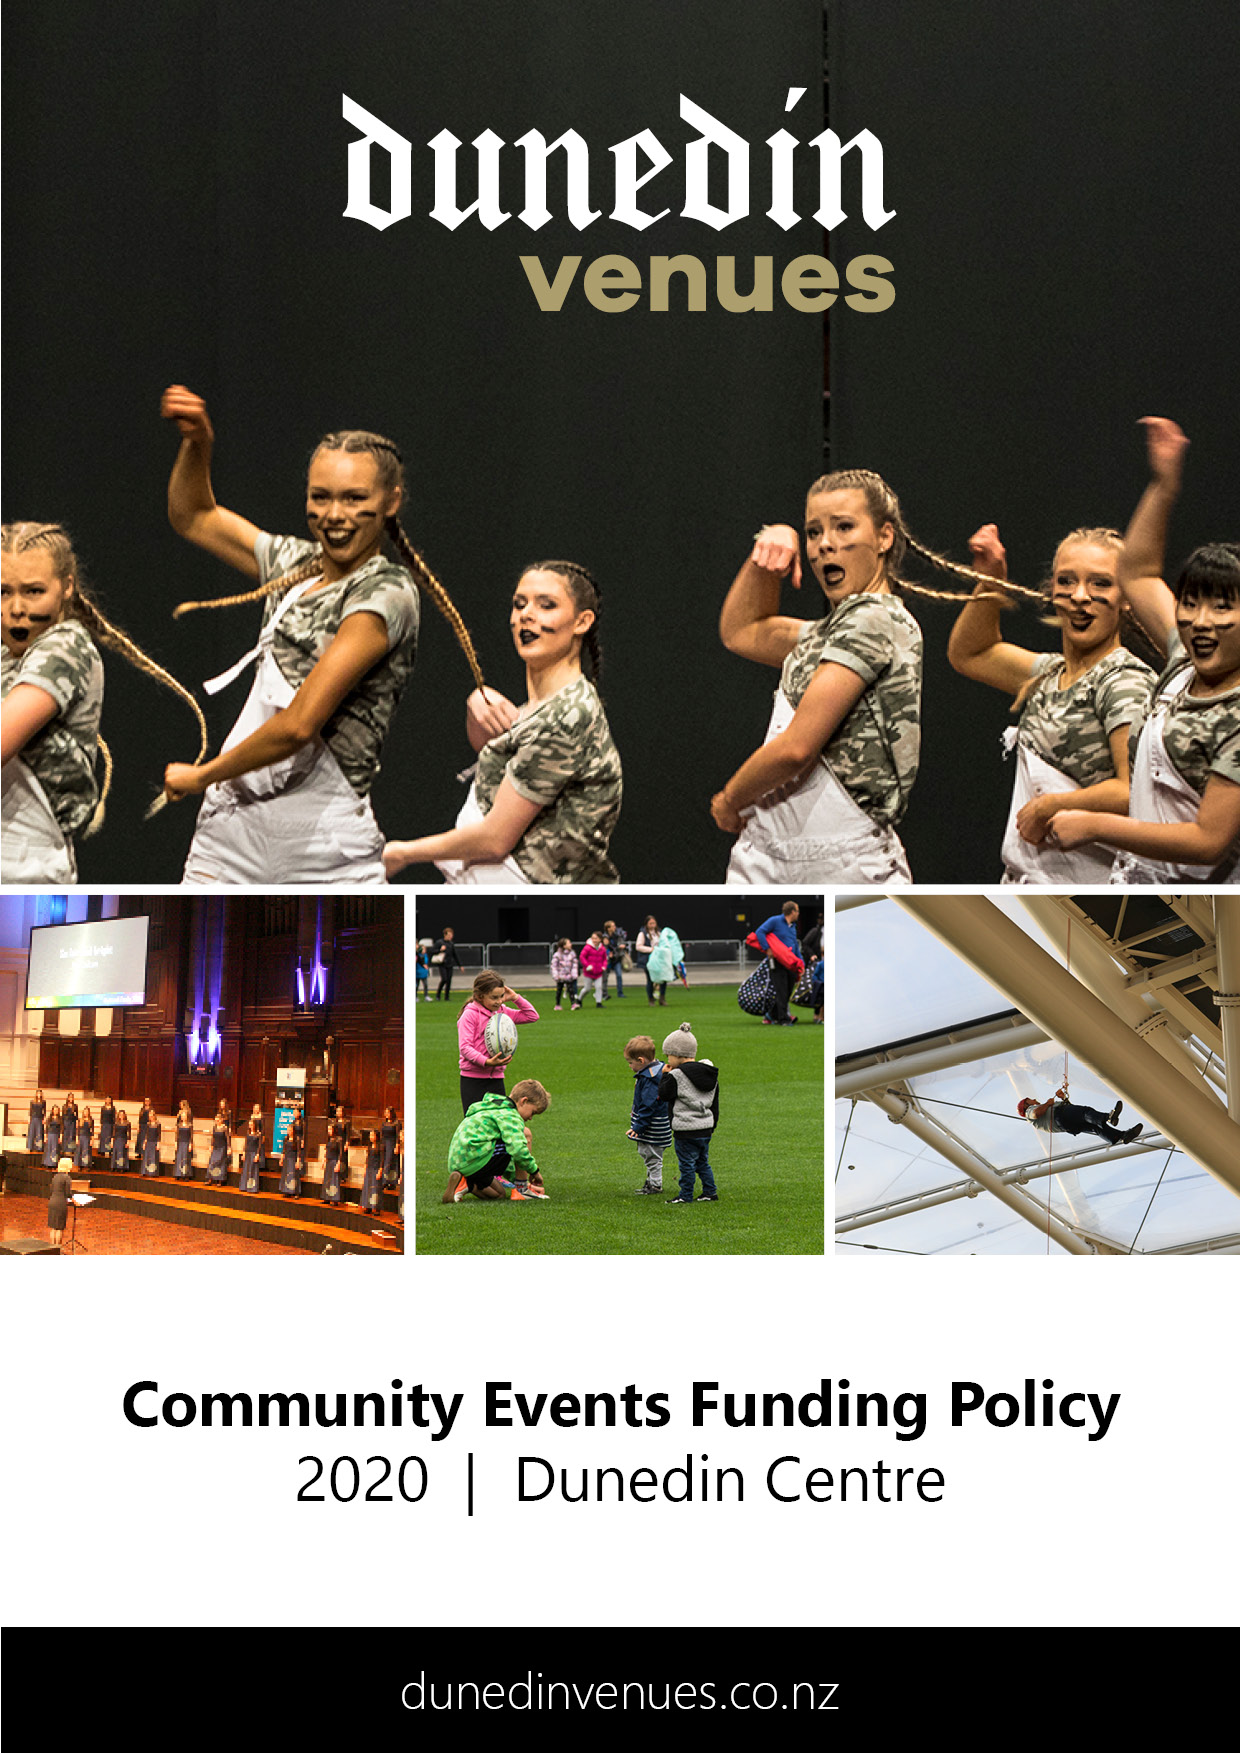 dunedin
venues
Community Events Funding Policy
2020 | Dunedin Centre
dunedinvenues.co.nz